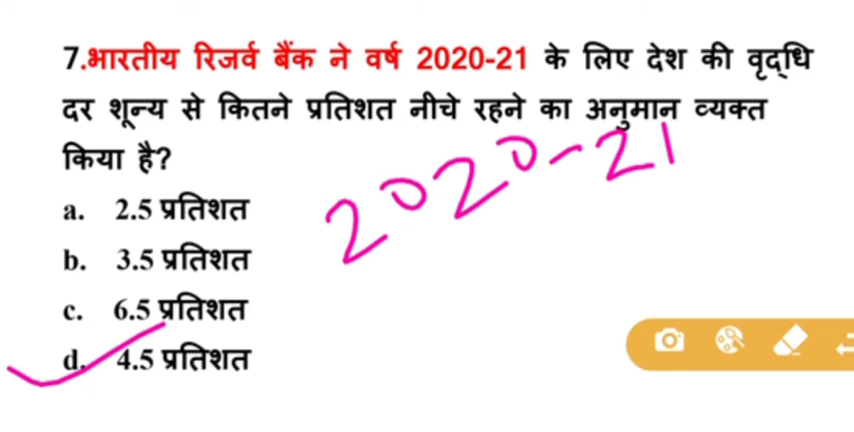 7.भारतीय रिजर्व बैंक ने वर्ष 2020-21 के लिए देश की वृद्धि
दर शून्य से कितने प्रतिशत नीचे रहने का अनुमान व्यक्त
किया है?
2020-21
a. 2.5 प्रतिशत
b. 3.5 प्रतिशत
c. 6.5 प्रतिशत
d. 4.5 प्रतिशत